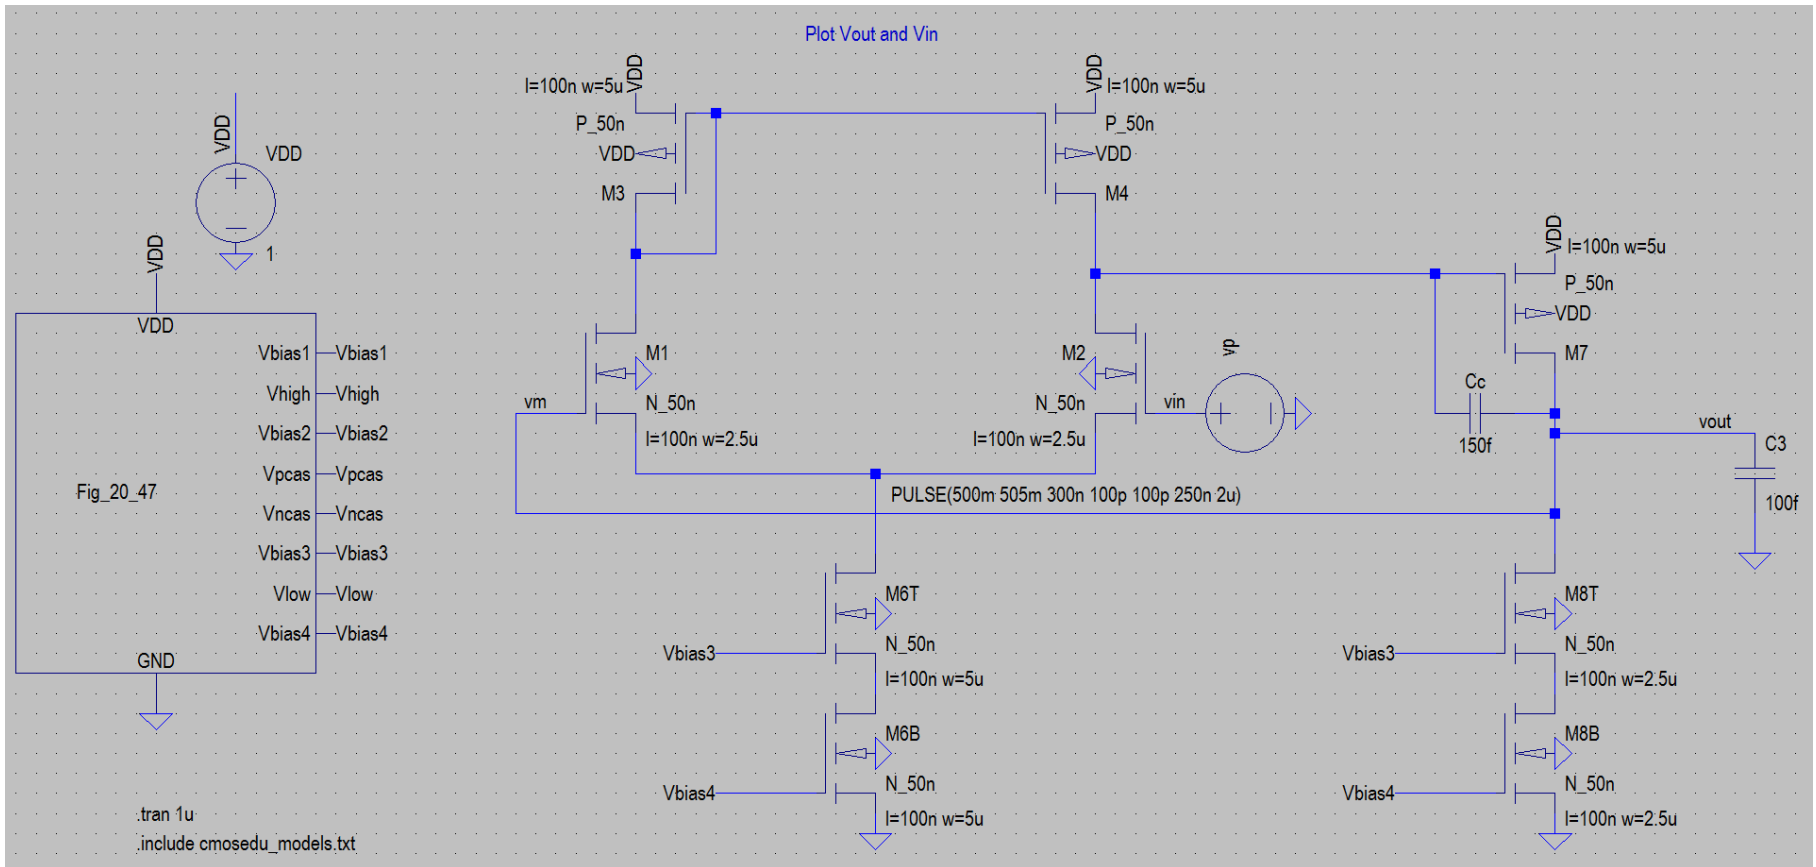 Plot Vout and Vin
VDD
l=100n w=5u
P_50n
VDD
M3
VDD
l=100n w=5u
P_50n
VDD
M4
VDD
VDD
1
VDD
VDD
Vbias1
Vbias1
Vhigh
Vhigh
Vbias2
Vbias2
Vpcas
Vpcas
Fig_20_47
Vncas
Vncas
Vbias3
Vbias3
Vlow
Vlow
Vbias4
Vbias4
GND
VDD
l=100n w=5u
P_50n
VDD
M7
M1
vm
N_50n
l=100n w=2.5u
M2
N_50n
l=100n w=2.5u
vp
vin
Cc
150f
vout
C3
100f
PULSE(500m 505m 300n 100p 100p 250n 2u)
M6T
Vbias3
N_50n
l=100n w=5u
M6B
Vbias4
N_50n
l=100n w=5u
M8T
Vbias3
N_50n
l=100n w=2.5u
M8B
Vbias4
N_50n
l=100n w=2.5u
.tran 1u
.include cmosedu_models.txt